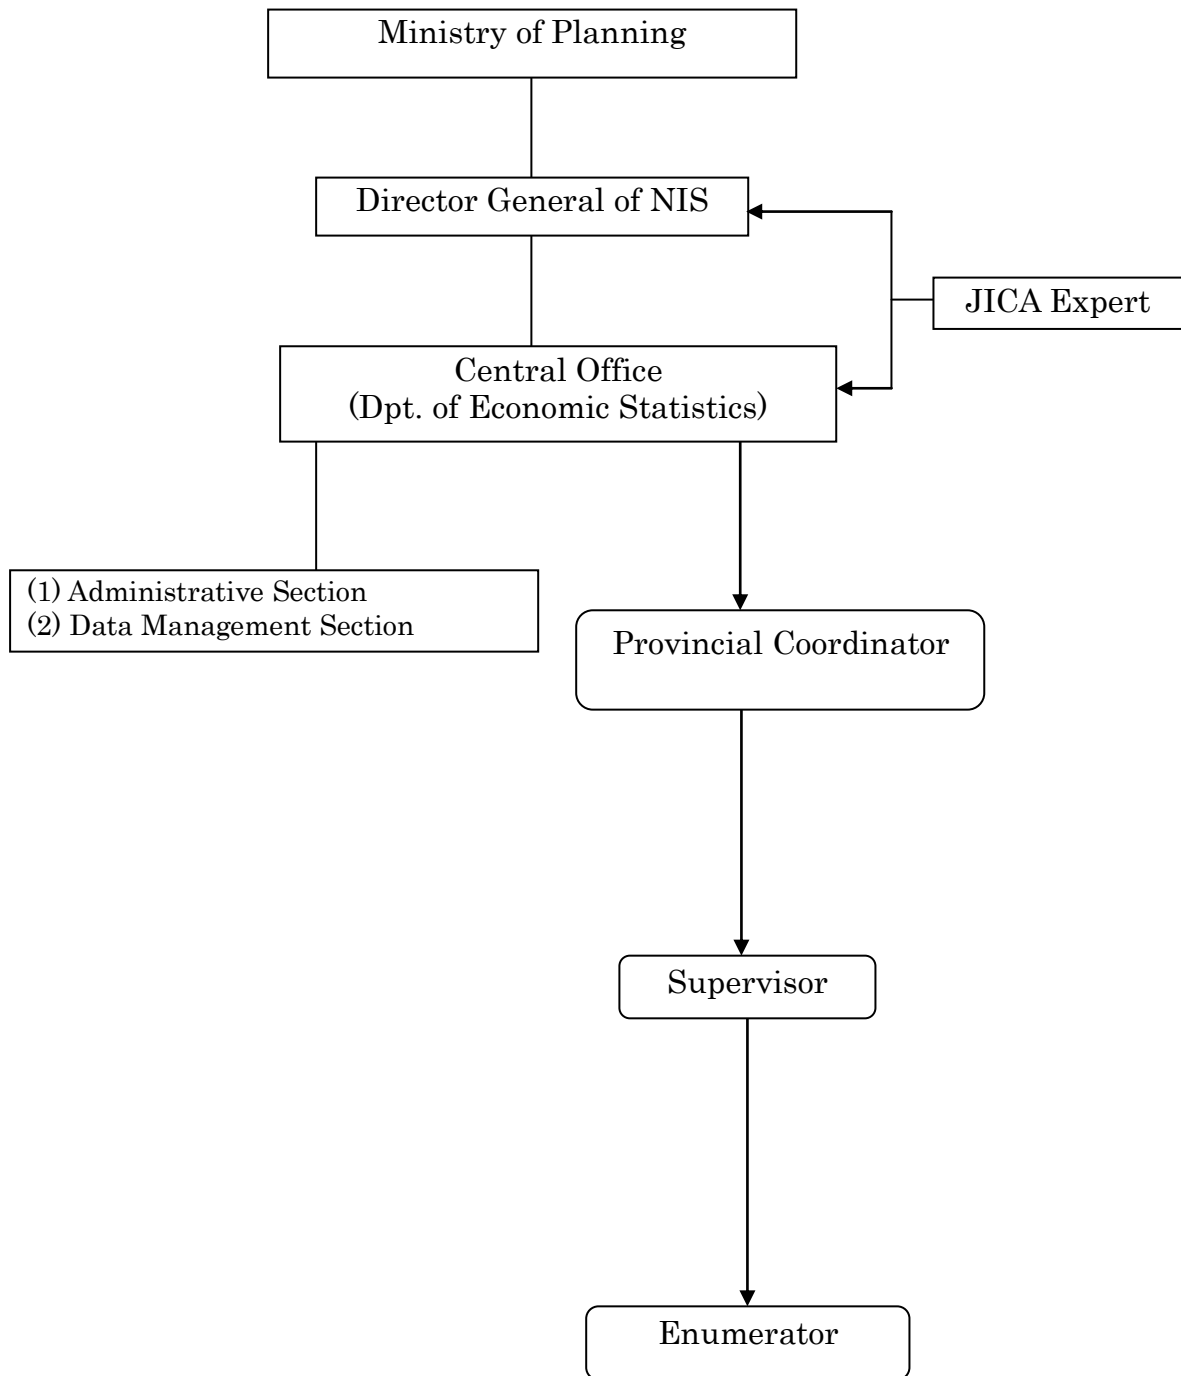 Ministry of Planning
Director General of NIS
JICA Expert
Central Office
(Dpt. of Economic Statistics)
(1) Administrative Section
(2) Data Management Section
Provincial Coordinator
Supervisor
Enumerator